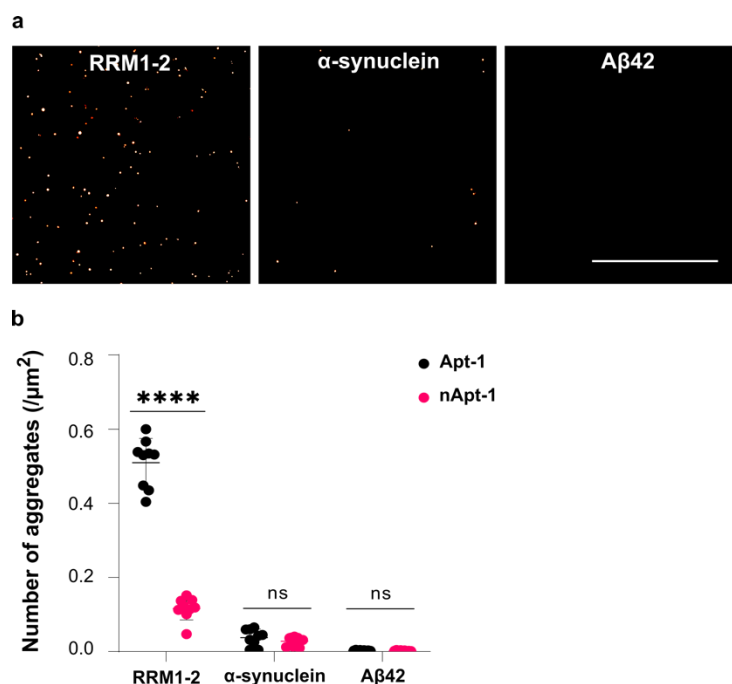 a
RRM1-2
α-synuclein
Aβ42
b
Number of aggregates (/μm²)
0.8
0.6
0.4
0.2
0.0
****
ns
ns
Apt-1
nApt-1
RRM1-2
α-synuclein
Aβ42